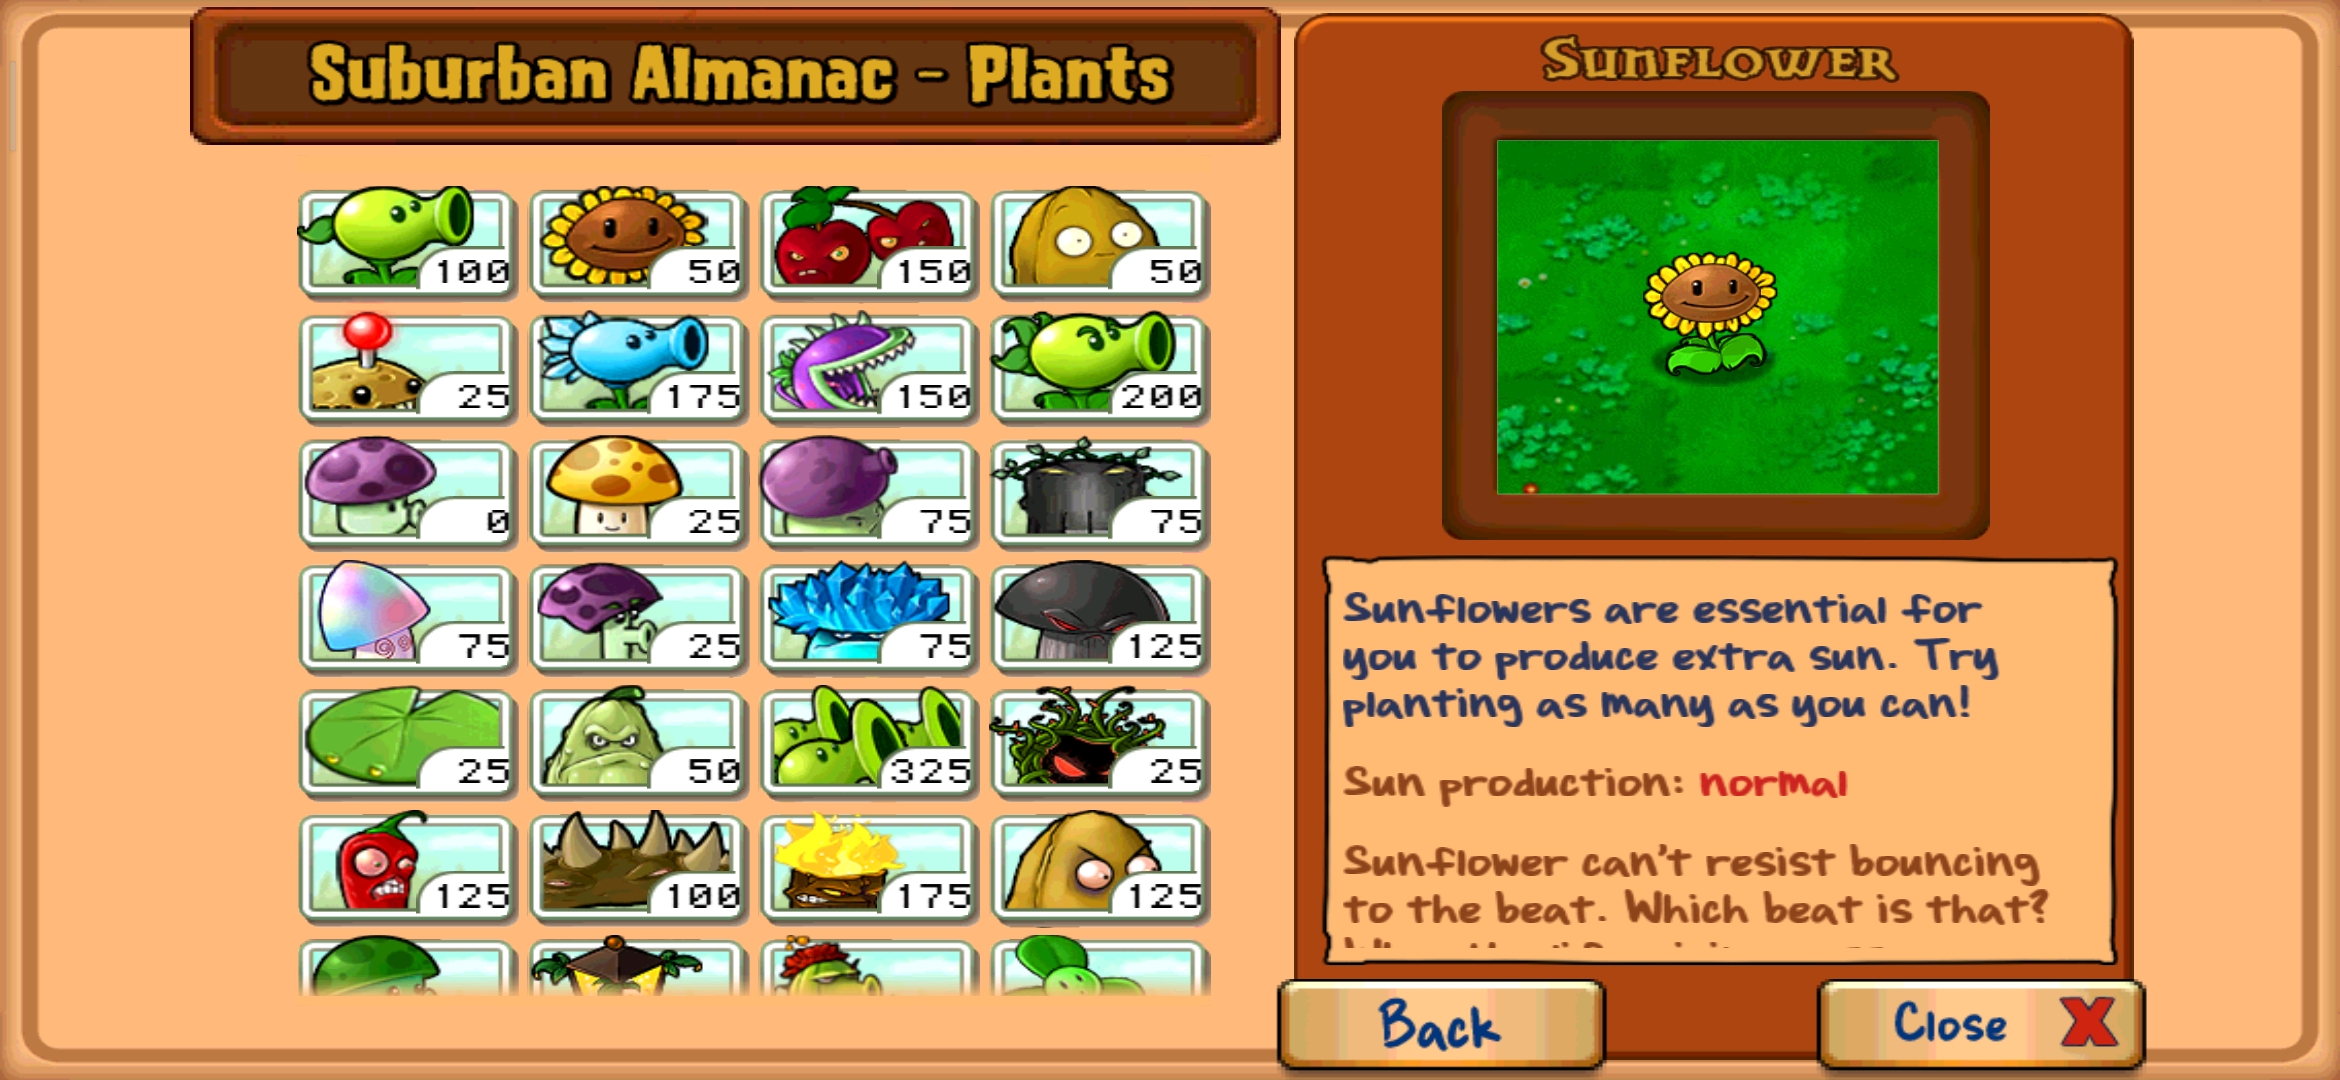 Suburban Almanac - Plants
100 50 150 50
25 175 150 200
0 25 75 75
75 25 75 125
25 50 325 25
125 100 175 125
Sunflower
Sunflowers are essential for
you to produce extra sun. Try
planting as many as you can!
Sun production: normal
Sunflower can't resist bouncing
to the beat. Which beat is that?
Back
Close X